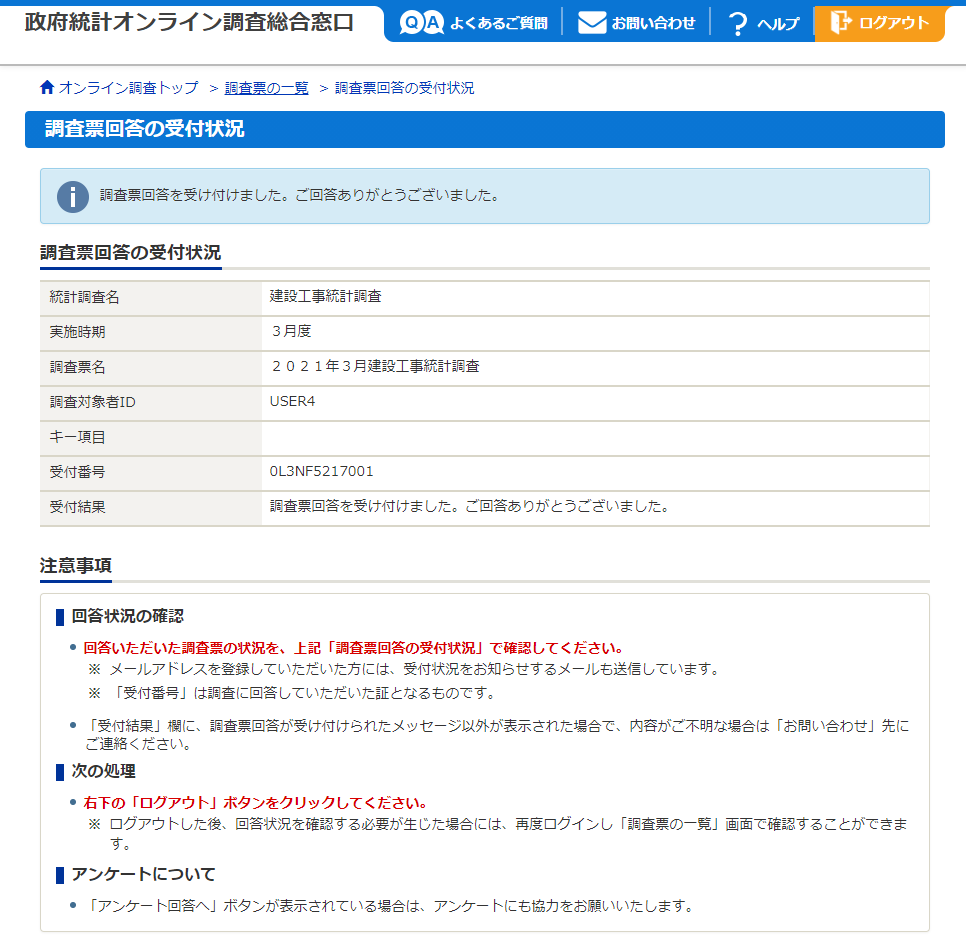 政府統計オンライン調査総合窓口
QA よくあるご質問
お問い合わせ
? ヘルプ
ログアウト
オンライン調査トップ > 調査票の一覧 > 調査票回答の受付状況
調査票回答の受付状況
i 調査票回答を受け付けました。ご回答ありがとうございました。
調査票回答の受付状況
統計調査名 建設工事統計調査
実施時期 3月度
調査票名 2021年3月建設工事統計調査
調査対象者ID USER4
キー項目
受付番号 0L3NF5217001
受付結果 調査票回答を受け付けました。ご回答ありがとうございました。
注意事項
回答状況の確認
• 回答いただいた調査票の状況を、上記「調査票回答の受付状況」で確認してください。
※ メールアドレスを登録していただいた方には、受付状況をお知らせするメールも送信しています。
※ 「受付番号」は調査に回答していただいた証となるものです。
• 「受付結果」欄に、調査票回答が受け付けられたメッセージ以外が表示された場合で、内容がご不明な場合は「お問い合わせ」先に
ご連絡ください。
次の処理
• 右下の「ログアウト」ボタンをクリックしてください。
※ ログアウトした後、回答状況を確認する必要が生じた場合には、再度ログインし「調査票の一覧」画面で確認することができま
す。
アンケートについて
• 「アンケート回答へ」ボタンが表示されている場合は、アンケートにも協力をお願いいたします。